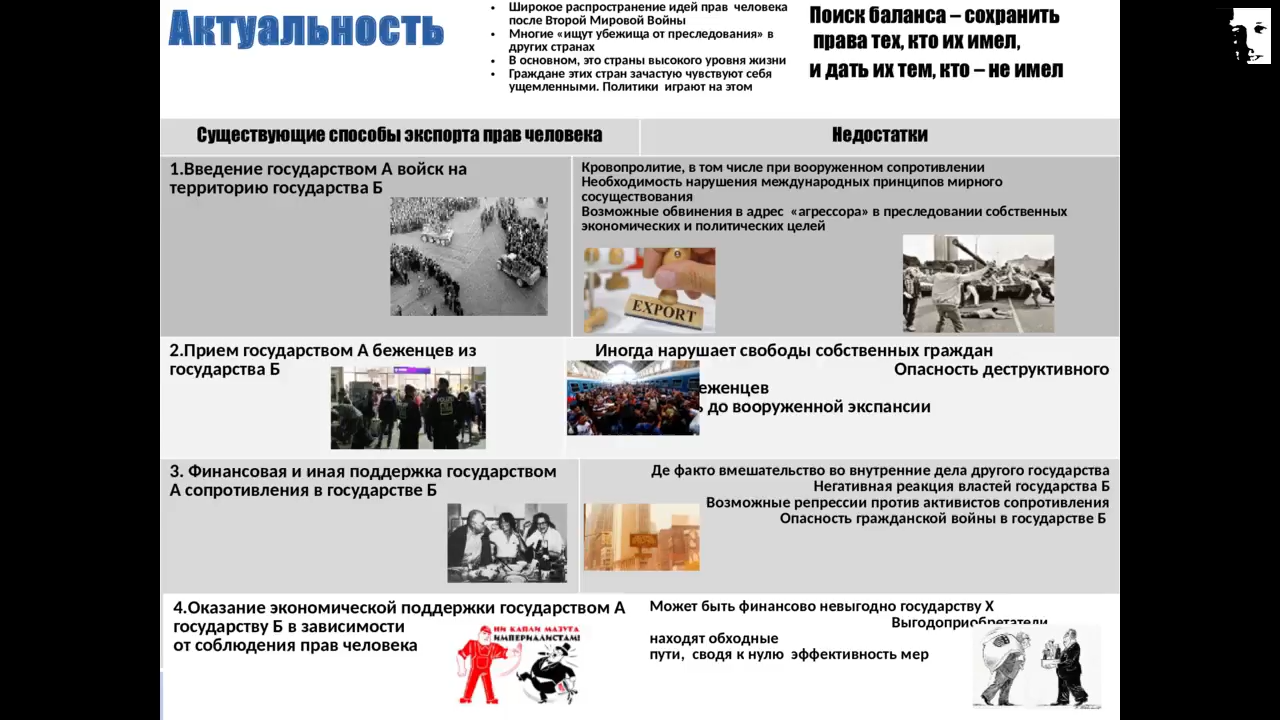 Актуальность
• Широкое распространение идей прав человека
после Второй Мировой Войны
• Многие «ищут убежища от преследования» в
других странах
• В основном, это страны высокого уровня жизни
• Граждане этих стран зачастую чувствуют себя
ущемленными. Политики играют на этом
Поиск баланса – сохранить
права тех, кто их имел,
и дать их тем, кто – не имел
Существующие способы экспорта прав человека
Недостатки
1.Введение государством А войск на
территорию государства Б
Кровопролитие, в том числе при вооруженном сопротивлении
Необходимость нарушения международных принципов мирного
сосуществования
Возможные обвинения в адрес «агрессора» в преследовании собственных
экономических и политических целей
EXPORT
2.Прием государством А беженцев из
государства Б
Иногда нарушает свободы собственных граждан
Опасность деструктивного
еженцев
до вооруженной экспансии
3. Финансовая и иная поддержка государством
А сопротивления в государстве Б
Де факто вмешательство во внутренние дела другого государства
Негативная реакция властей государства Б
Возможные репрессии против активистов сопротивления
Опасность гражданской войны в государстве Б
4.Оказание экономической поддержки государством А
государству Б в зависимости
от соблюдения прав человека
НИ КАПЛИ МАЗУТА
ИМПЕРИАЛИСТАМ!
Может быть финансово невыгодно государству Х
Выгодоприобретатели
находят обходные
пути, сводя к нулю эффективность мер